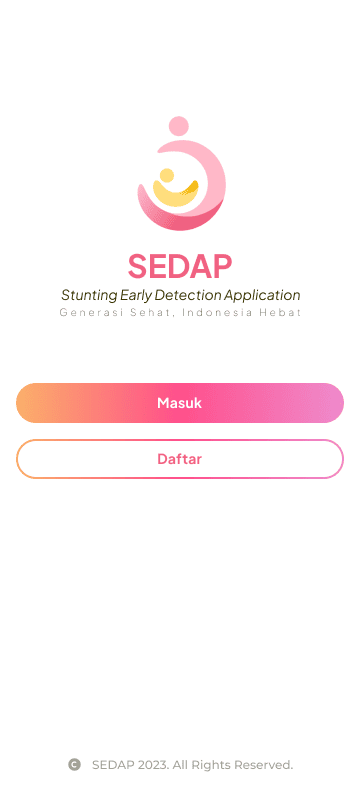 SEDAP
Stunting Early Detection Application
Generasi Sehat, Indonesia Hebat
Masuk
Daftar
C SEDAP 2023. All Rights Reserved.